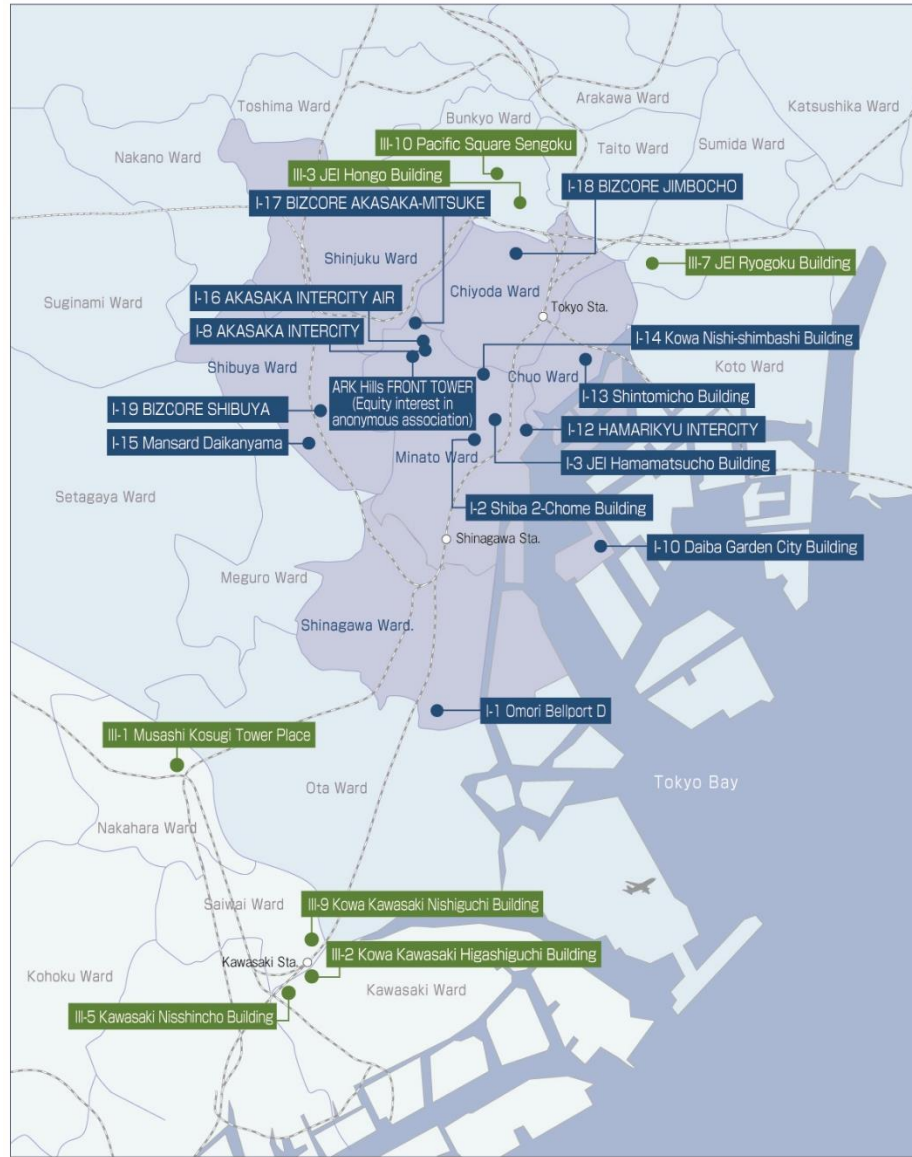 Toshima Ward
Bunkyo Ward
Arakawa Ward
Katsushika Ward
Nakano Ward
III-10 Pacific Square Sengoku
Taito Ward
Sumida Ward
III-3 JEI Hongo Building
I-18 BIZCORE JIMBOCHO
I-17 BIZCORE AKASAKA-MITSUKE
Shinjuku Ward
III-7 JEI Ryogoku Building
Suginami Ward
I-16 AKASAKA INTERCITY AIR
Chiyoda Ward
Tokyo Sta.
I-8 AKASAKA INTERCITY
I-14 Kowa Nishi-shimbashi Building
Shibuya Ward
ARK Hills FRONT TOWER
(Equity interest in
anonymous association)
Chuo Ward
Koto Ward
I-13 Shintomicho Building
I-19 BIZCORE SHIBUYA
I-12 HAMARIKYU INTERCITY
I-15 Mansard Daikanyama
Minato Ward
I-3 JEI Hamamatsucho Building
Setagaya Ward
I-2 Shiba 2-Chome Building
Shinagawa Sta.
I-10 Daiba Garden City Building
Meguro Ward
Shinagawa Ward.
I-1 Omori Bellport D
III-1 Musashi Kosugi Tower Place
Ota Ward
Tokyo Bay
Nakahara Ward
Saiwai Ward
III-9 Kowa Kawasaki Nishiguchi Building
Kawasaki Sta.
III-2 Kowa Kawasaki Higashiguchi Building
Kohoku Ward
Kawasaki Ward
III-5 Kawasaki Nisshincho Building